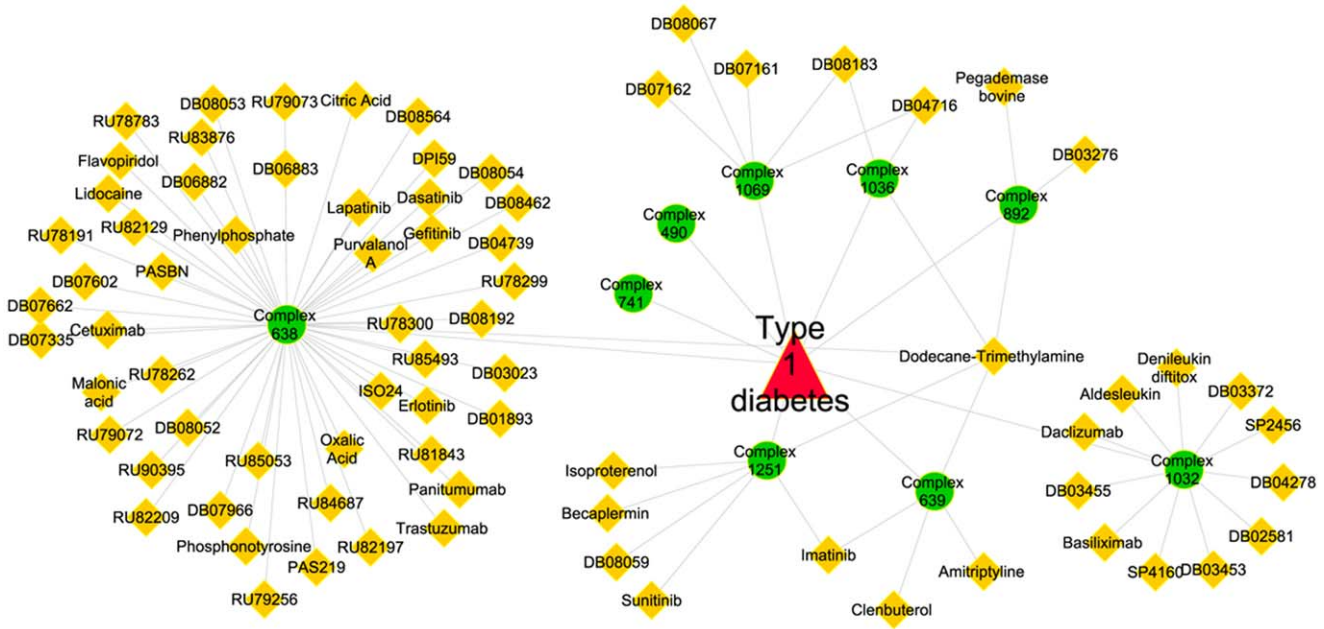 DB08067
DB07161
DB08183
DB07162
Pegademase
bovine
DB04716
DB08053
RU79073
Citric Acid
DB08564
RU78783
RU83876
DB03276
Flavopiridol
DB06883
DPI59
DB08054
DB06882
Lidocaine
Lapatinib
Dasatinib
DB08462
Complex
1069
Complex
1036
Complex
892
RU78191
RU82129
Phenylphosphate
Purvalanol
A
Gefitinib
DB04739
Complex
490
DB07602
PASBN
RU78299
Complex
741
DB07662
DB07335
Cetuximab
Complex
638
RU78300
DB08192
Type
1
diabetes
Dodecane-Trimethylamine
Malonic
acid
RU78262
RU85493
DB03023
ISO24
Erlotinib
DB01893
Denileukin
diftitox
Aldesleukin
DB03372
SP2456
Daclizumab
RU79072
DB08052
Oxalic
Acid
RU90395
RU85053
RU81843
Isoproterenol
Complex
1251
Complex
639
Complex
1032
DB04278
DB03455
Panitumumab
RU82209
DB07966
RU84687
Becaplermin
Trastuzumab
Basiliximab
DB02581
Phosphonotyrosine
PAS219
RU82197
DB08059
Imatinib
Amitriptyline
SP4160
DB03453
RU79256
Sunitinib
Clenbuterol